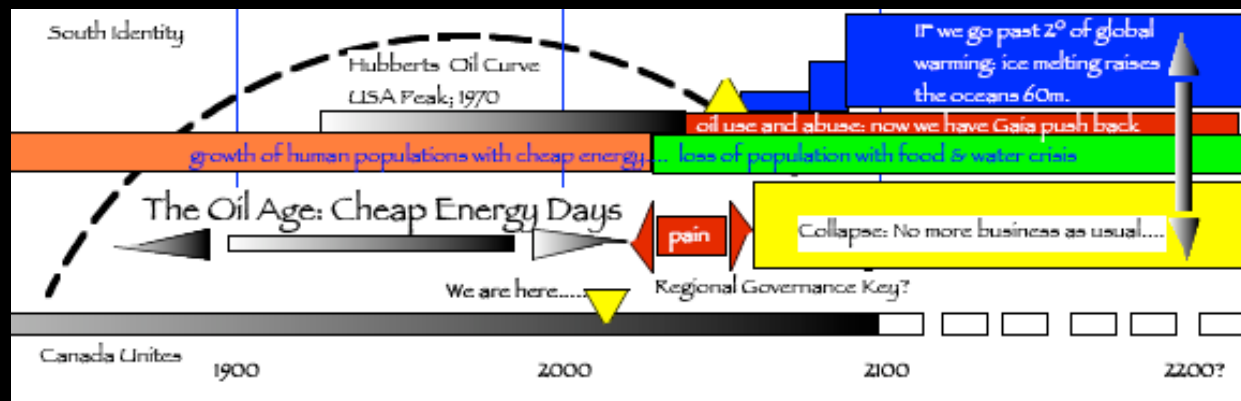 South Identity
Hubberts Oil Curve
USA Peak; 1970
IF we go past 2° of global
warming: ice melting raises
the oceans 60m.
oil use and abuse: now we have Gaia push back
growth of human populations with cheap energy.... loss of population with food & water crisis
The Oil Age: Cheap Energy Days
pain
Collapse: No more business as usual....
We are here.....
Regional Governance Key?
Canada Unites
1900
2000
2100
2200?